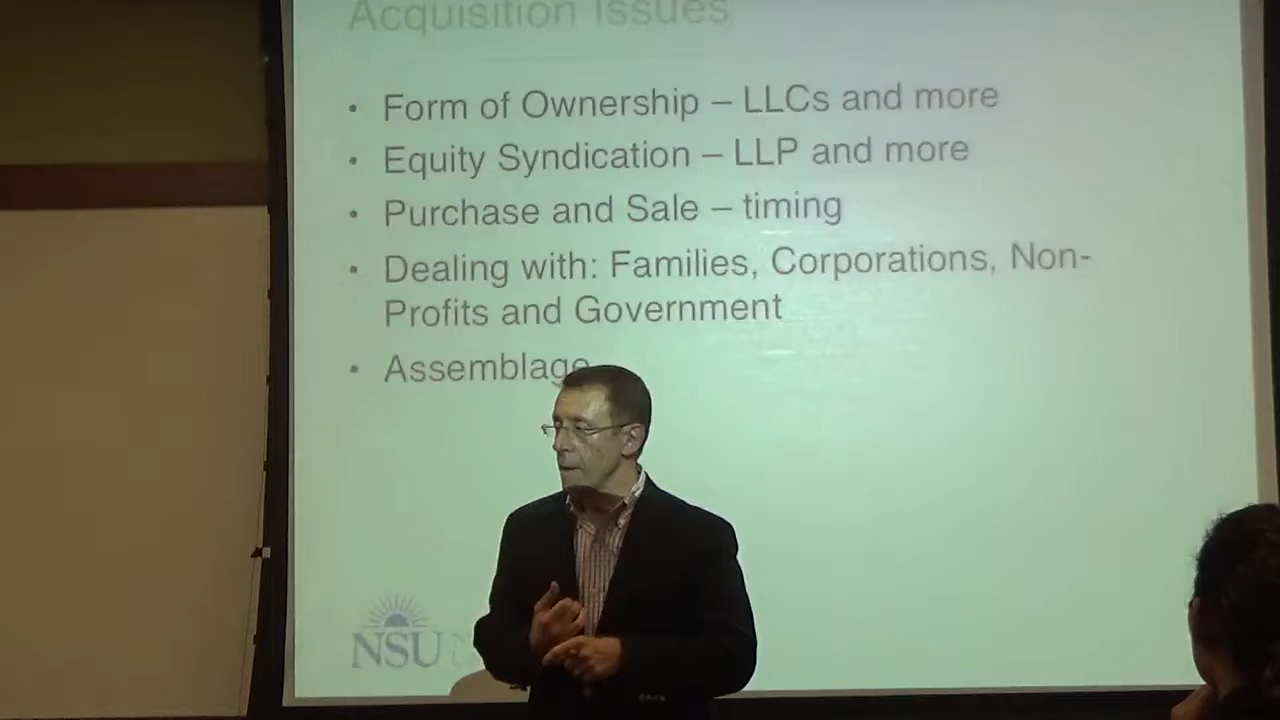 Acquisition Issues
• Form of Ownership – LLCs and more
• Equity Syndication – LLP and more
• Purchase and Sale – timing
• Dealing with: Families, Corporations, Non-
Profits and Government
• Assemblage
NSU